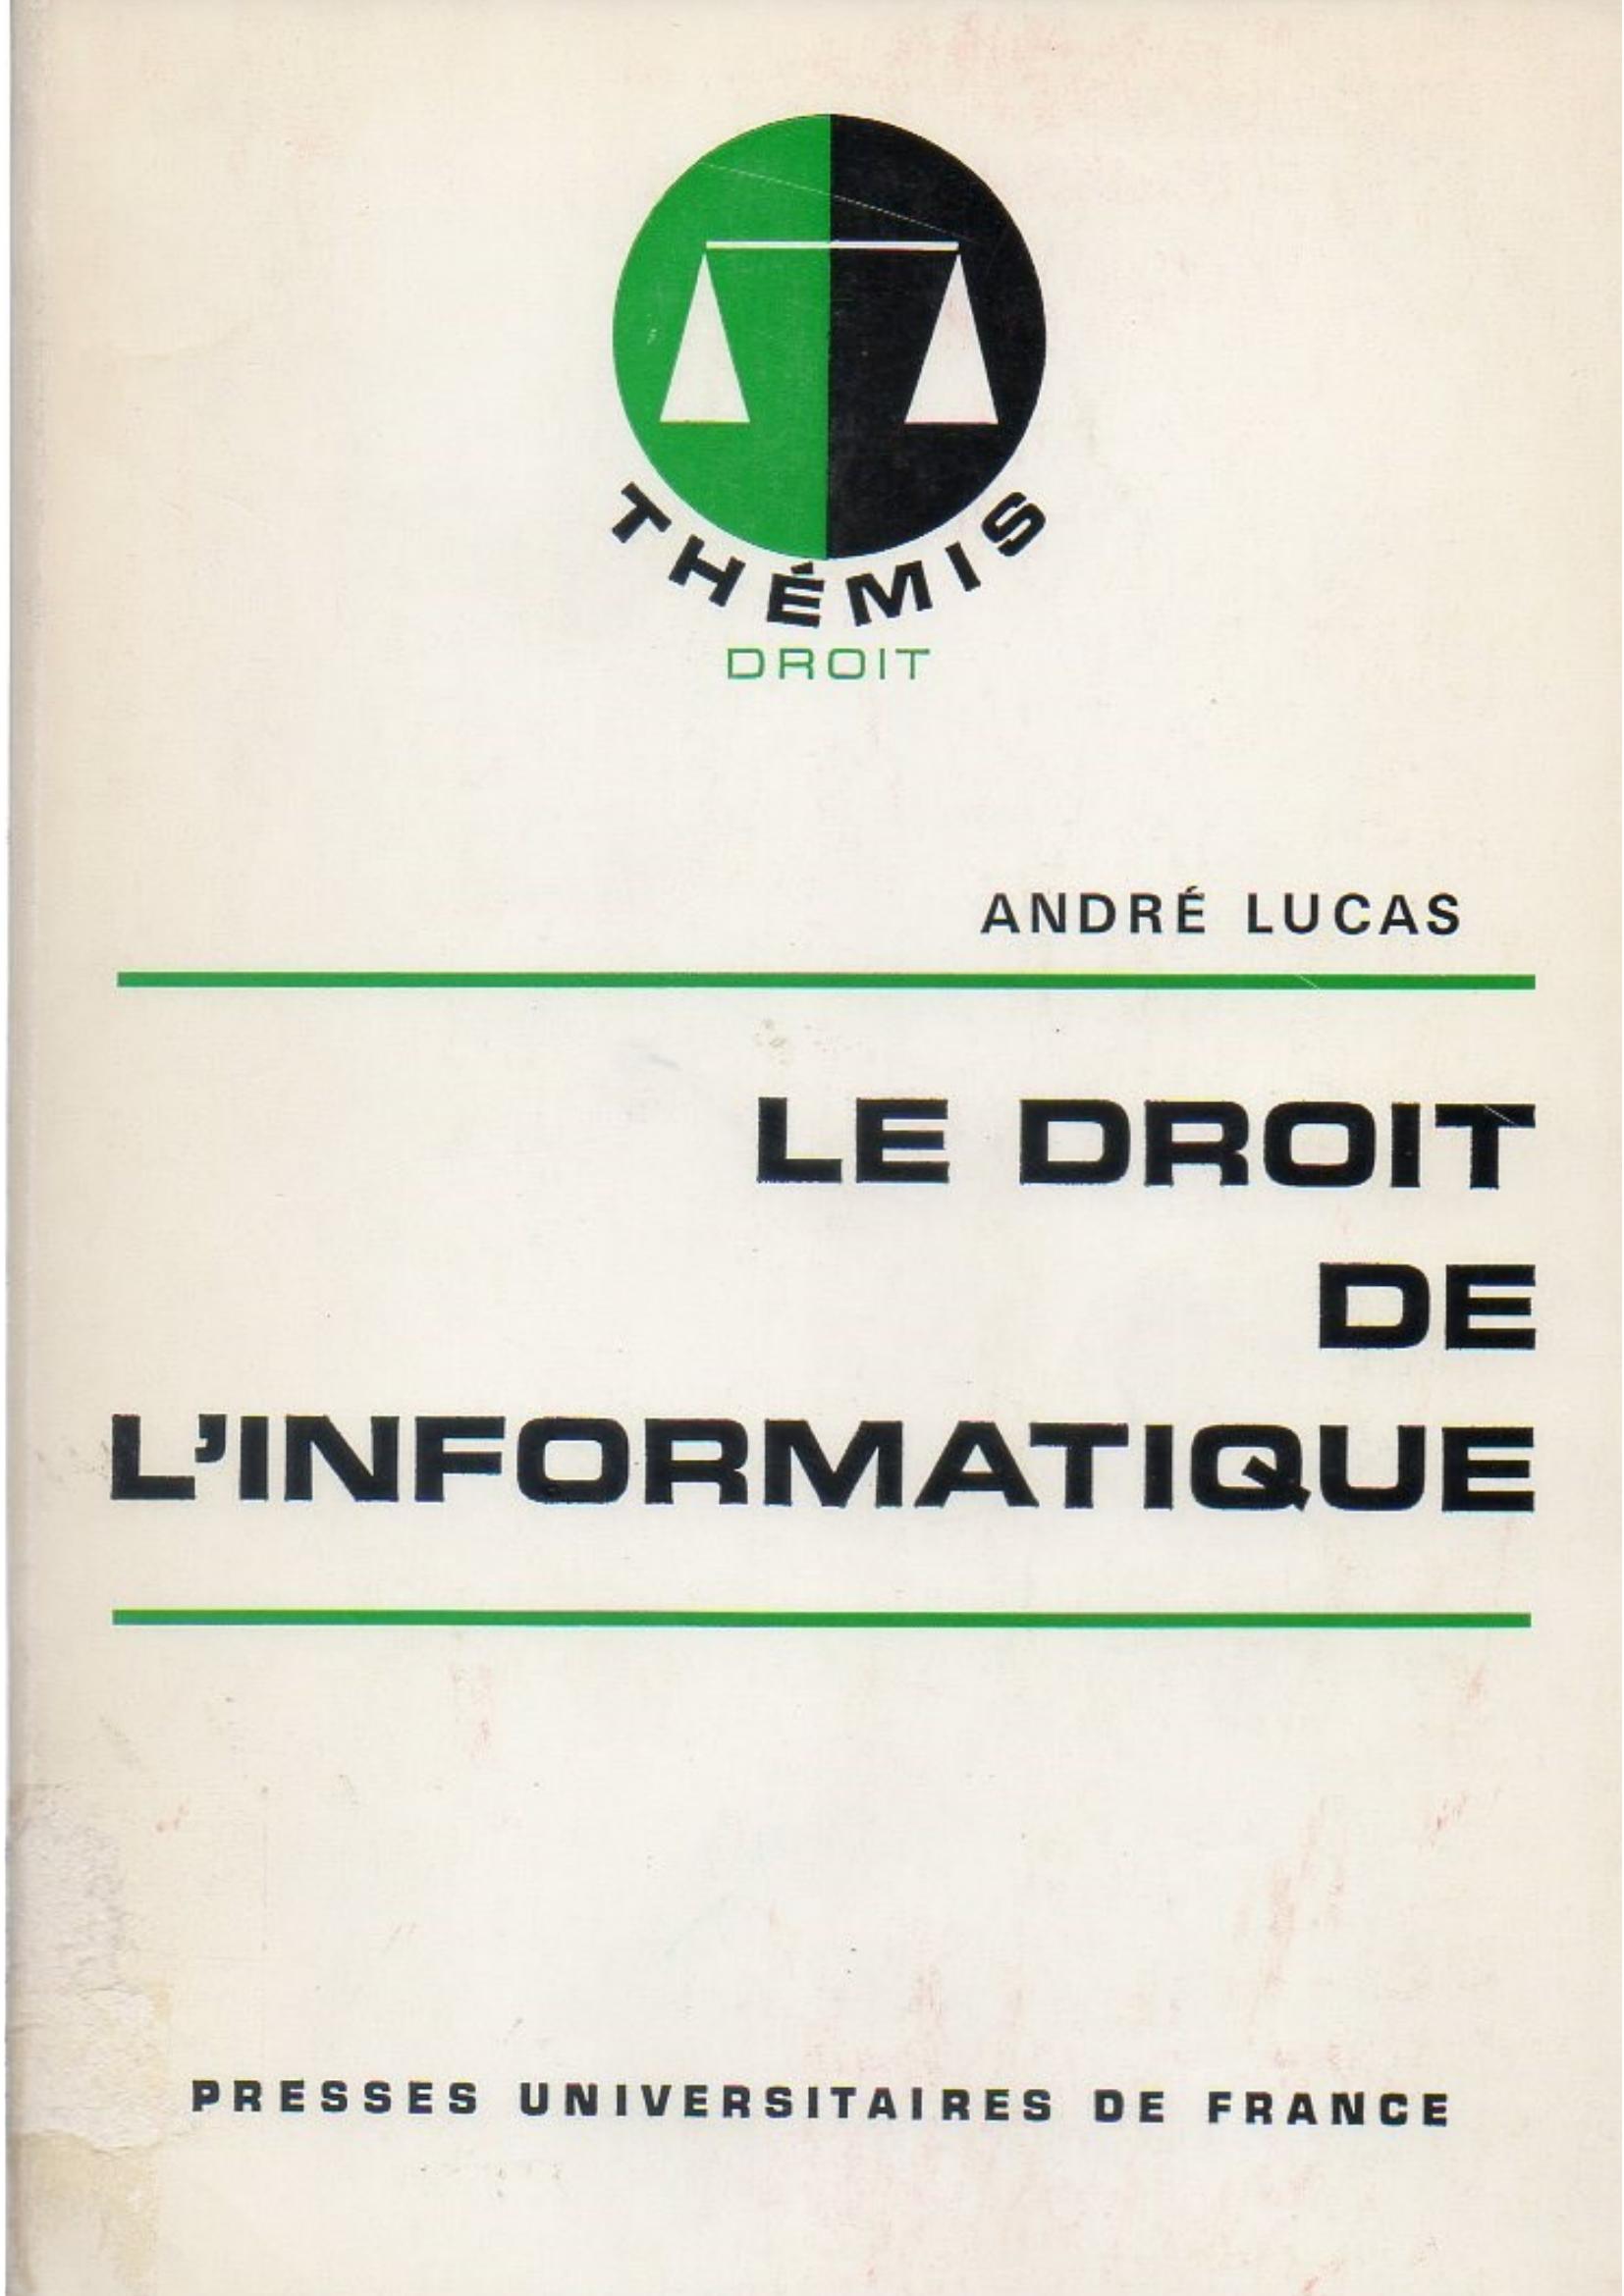 THÉMIS
DROIT
ANDRÉ LUCAS
LE DROIT
DE
L'INFORMATIQUE
PRESSES UNIVERSITAIRES DE FRANCE